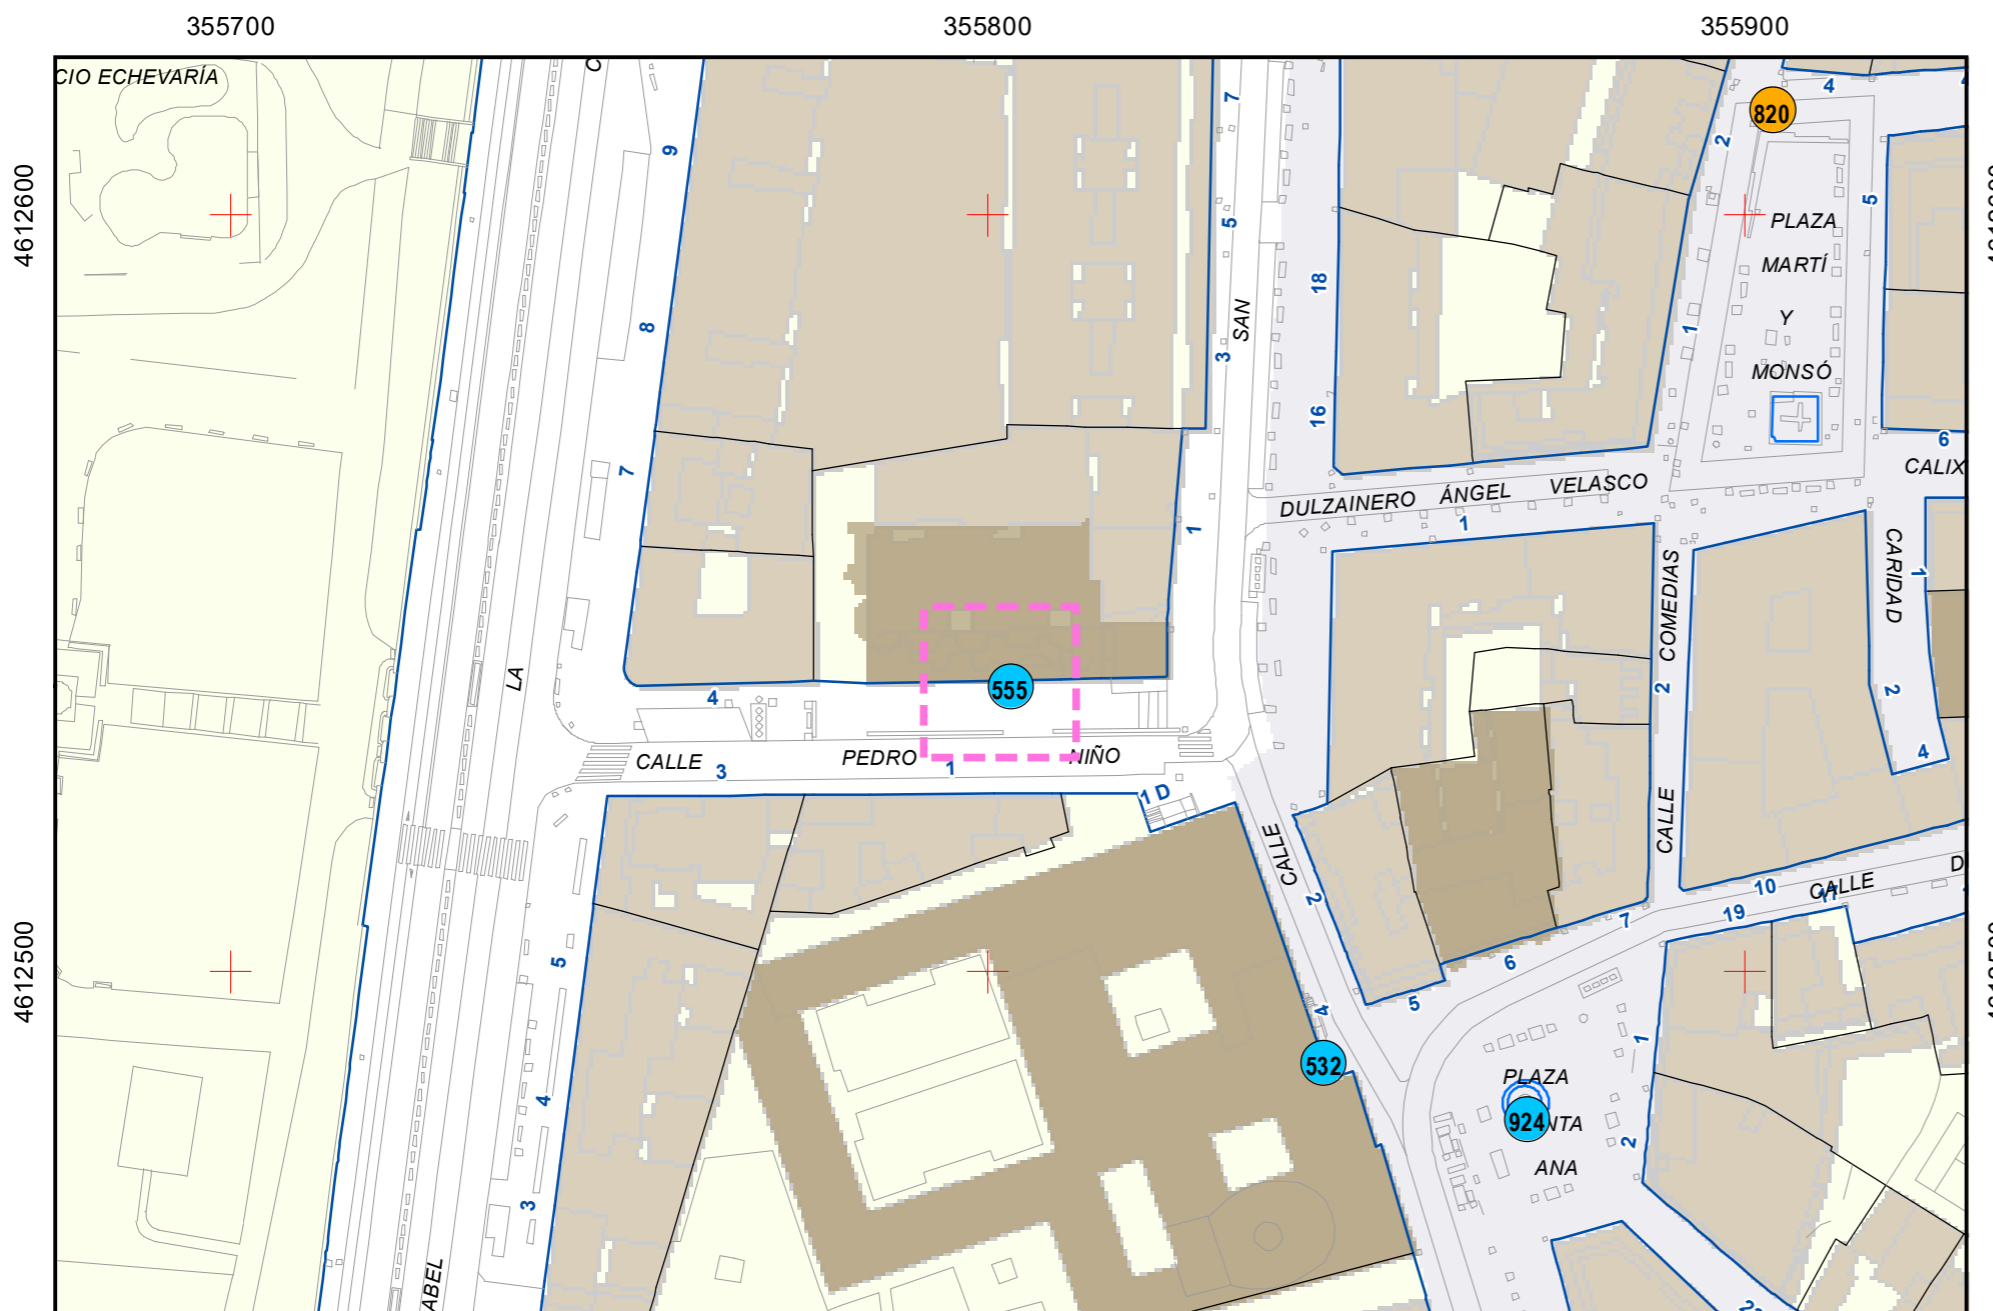 355700
355800
355900
CIO ECHEVARÍA
4612600
4612500
C
LA
ABEL
9
8
7
7
5
3
1
SAN
18
16
2
1
4
820
5
PLAZA
MARTÍ
Y
MONSÓ
6
CALIX
DULZAINERO ÁNGEL VELASCO
1
CALLE COMEDIAS
2
CARIDAD
1
2
4
555
4
CALLE PEDRO NIÑO
3
1
1 D
CALLE
2
4
10
CALLE D
17
19
7
6
5
5
4
3
532
1
2
PLAZA
924
NTA
ANA